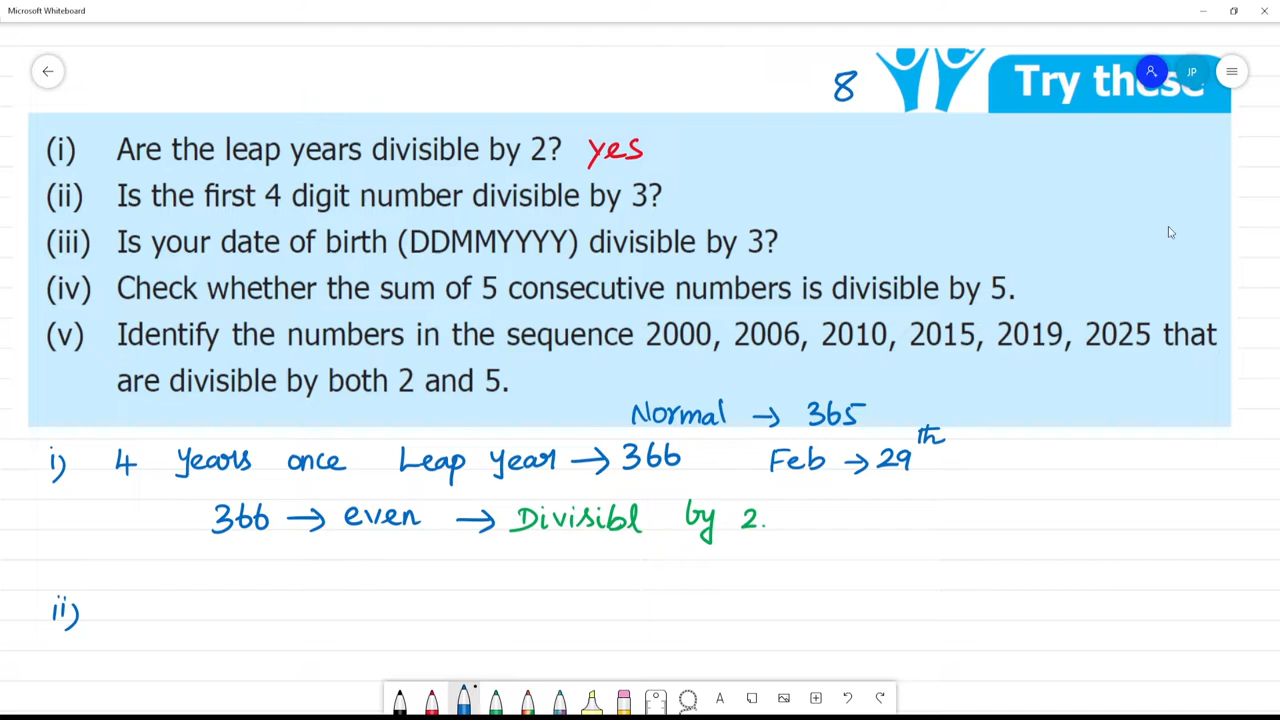 Microsoft Whiteboard
8 Try these
JP
(i) Are the leap years divisible by 2? yes
(ii) Is the first 4 digit number divisible by 3?
(iii) Is your date of birth (DDMMYYYY) divisible by 3?
(iv) Check whether the sum of 5 consecutive numbers is divisible by 5.
(v) Identify the numbers in the sequence 2000, 2006, 2010, 2015, 2019, 2025 that
are divisible by both 2 and 5.
Normal → 365
i) 4 years once Leap year → 366 Feb → 29th
366 → even → Divisibl by 2.
ii)
A